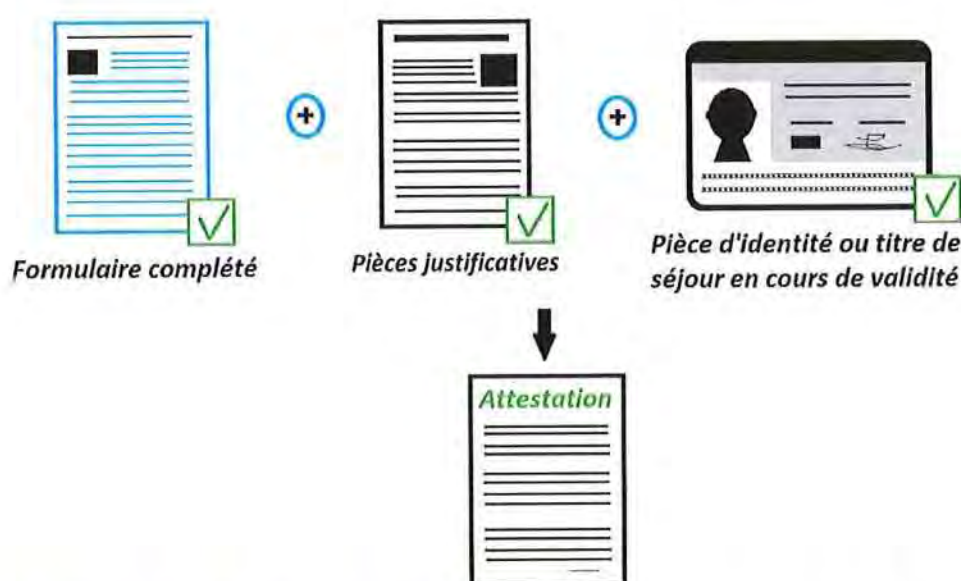 +
+
Formulaire complété
Pièces justificatives
Pièce d'identité ou titre de
séjour en cours de validité
Attestation